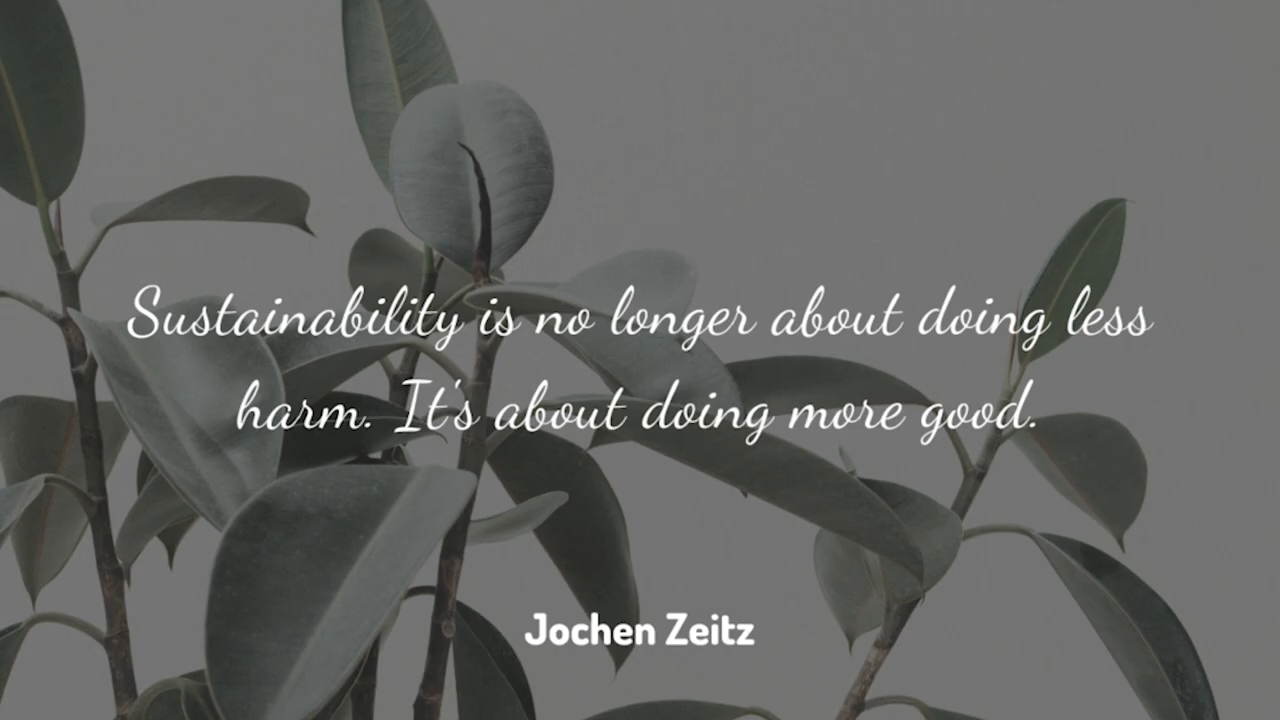 Sustainability is no longer about doing less
harm. It's about doing more good.
Jochen Zeitz